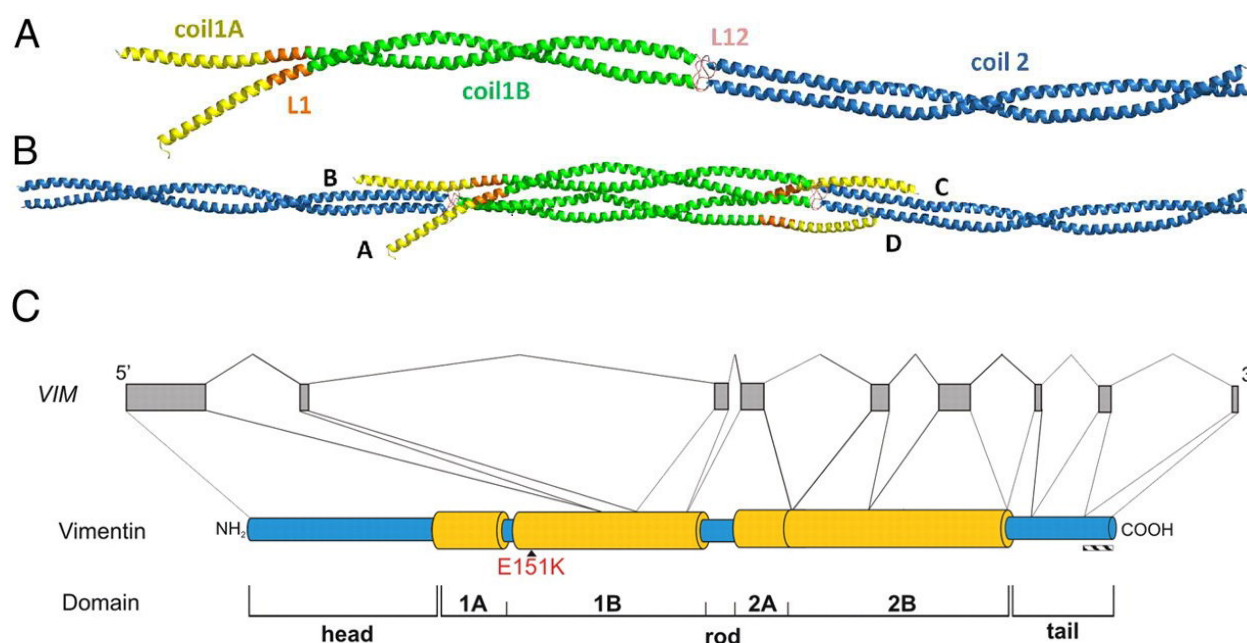 A
coil1A
L1
coil1B
L12
coil 2
B
B
A
C
D
C
5'
3'
VIM
Vimentin
NH2
COOH
E151K
Domain
1A
1B
2A
2B
head
rod
tail